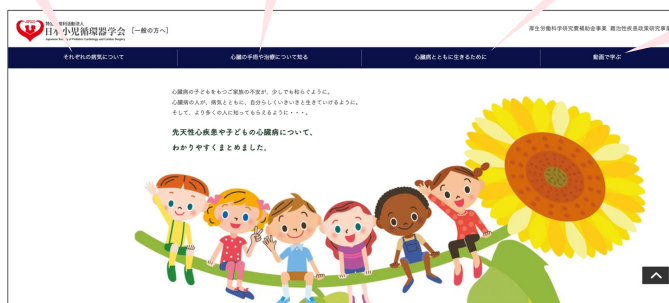 特定非営利活動法人
日本小児循環器学会 [一般の方へ]
厚生労働科学研究費補助金事業 難治性疾患政策研究事業
それぞれの病気について
心臓の手術や治療について知る
心臓病とともに生きるために
動画で学ぶ
心臓病の子どもをもつご家族の不安が、少しでも和らぐように。
心臓病の人が、病気とともに、自分らしくいきいきと生きていけるように。
そして、より多くの人に知ってもらえるように・・・。
先天性心疾患や子どもの心臓病について、
わかりやすくまとめました。